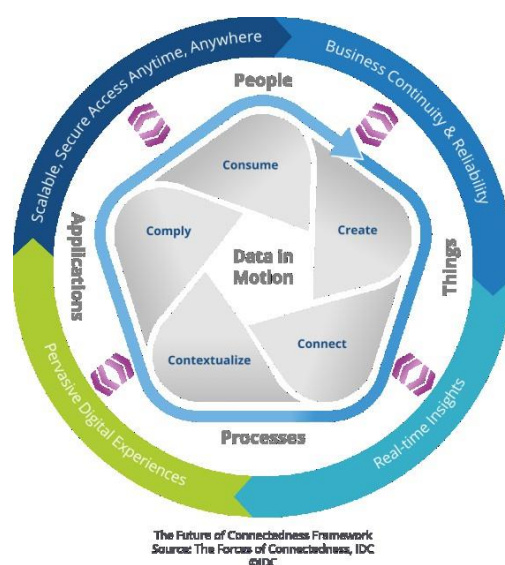 Scalable, Secure Access Anytime, Anywhere
Business Continuity & Reliability
People
Consume
Comply
Create
Applications
Data in
Motion
Things
Contextualize
Connect
Processes
Pervasive Digital Experiences
Real-time Insights
The Future of Connectedness Framework
Source: The Forces of Connectedness, IDC
©IDC